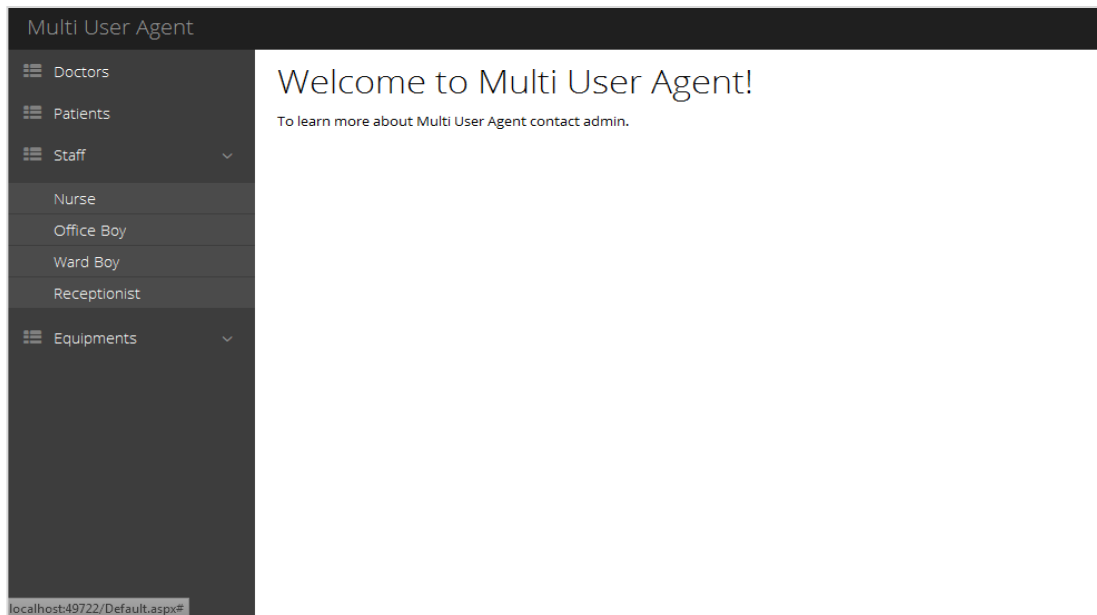 Multi User Agent
Doctors
Patients
Staff
Nurse
Office Boy
Ward Boy
Receptionist
Equipments
Welcome to Multi User Agent!
To learn more about Multi User Agent contact admin.
localhost:49722/Default.aspx#